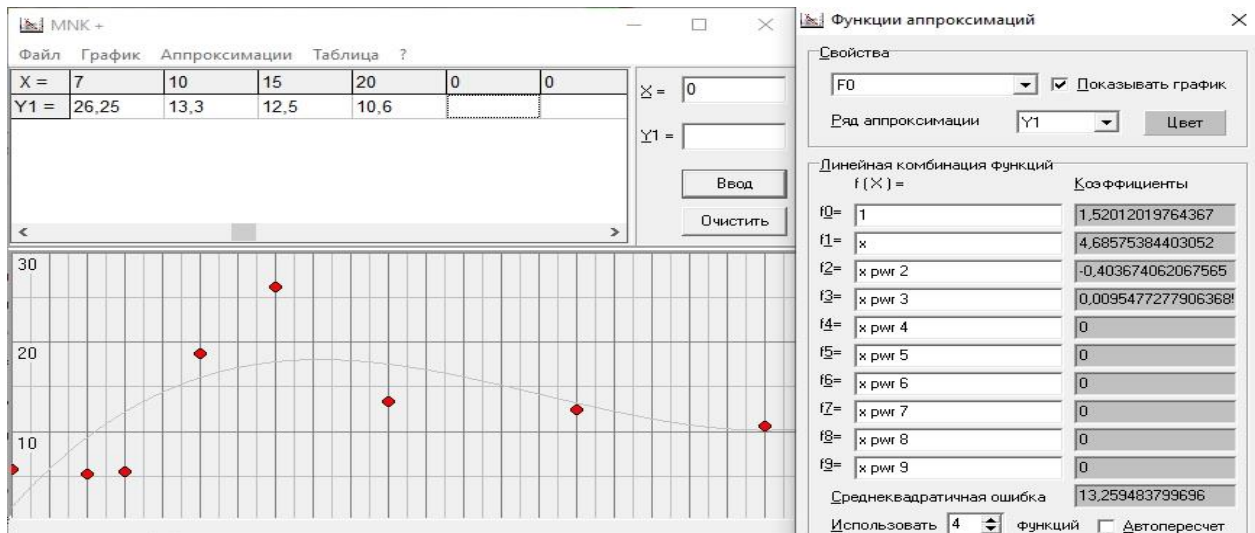 MNK +
Файл График Аппроксимации Таблица ?
X = 7 10 15 20 0 0
Y1 = 26,25 13,3 12,5 10,6
X = 0
Y1 =
Ввод
Очистить
30
20
10
Функции аппроксимаций
Свойства
F0 Показывать график
Ряд аппроксимации Y1 Цвет
Линейная комбинация функций
f(X) = Коэффициенты
f0= 1 1,52012019764367
f1= x 4,68575384403052
f2= x pwr 2 -0,403674062067565
f3= x pwr 3 0,0095477277906368
f4= x pwr 4 0
f5= x pwr 5 0
f6= x pwr 6 0
f7= x pwr 7 0
f8= x pwr 8 0
f9= x pwr 9 0
Среднеквадратичная ошибка 13,259483799696
Использовать 4 функций Автопересчет